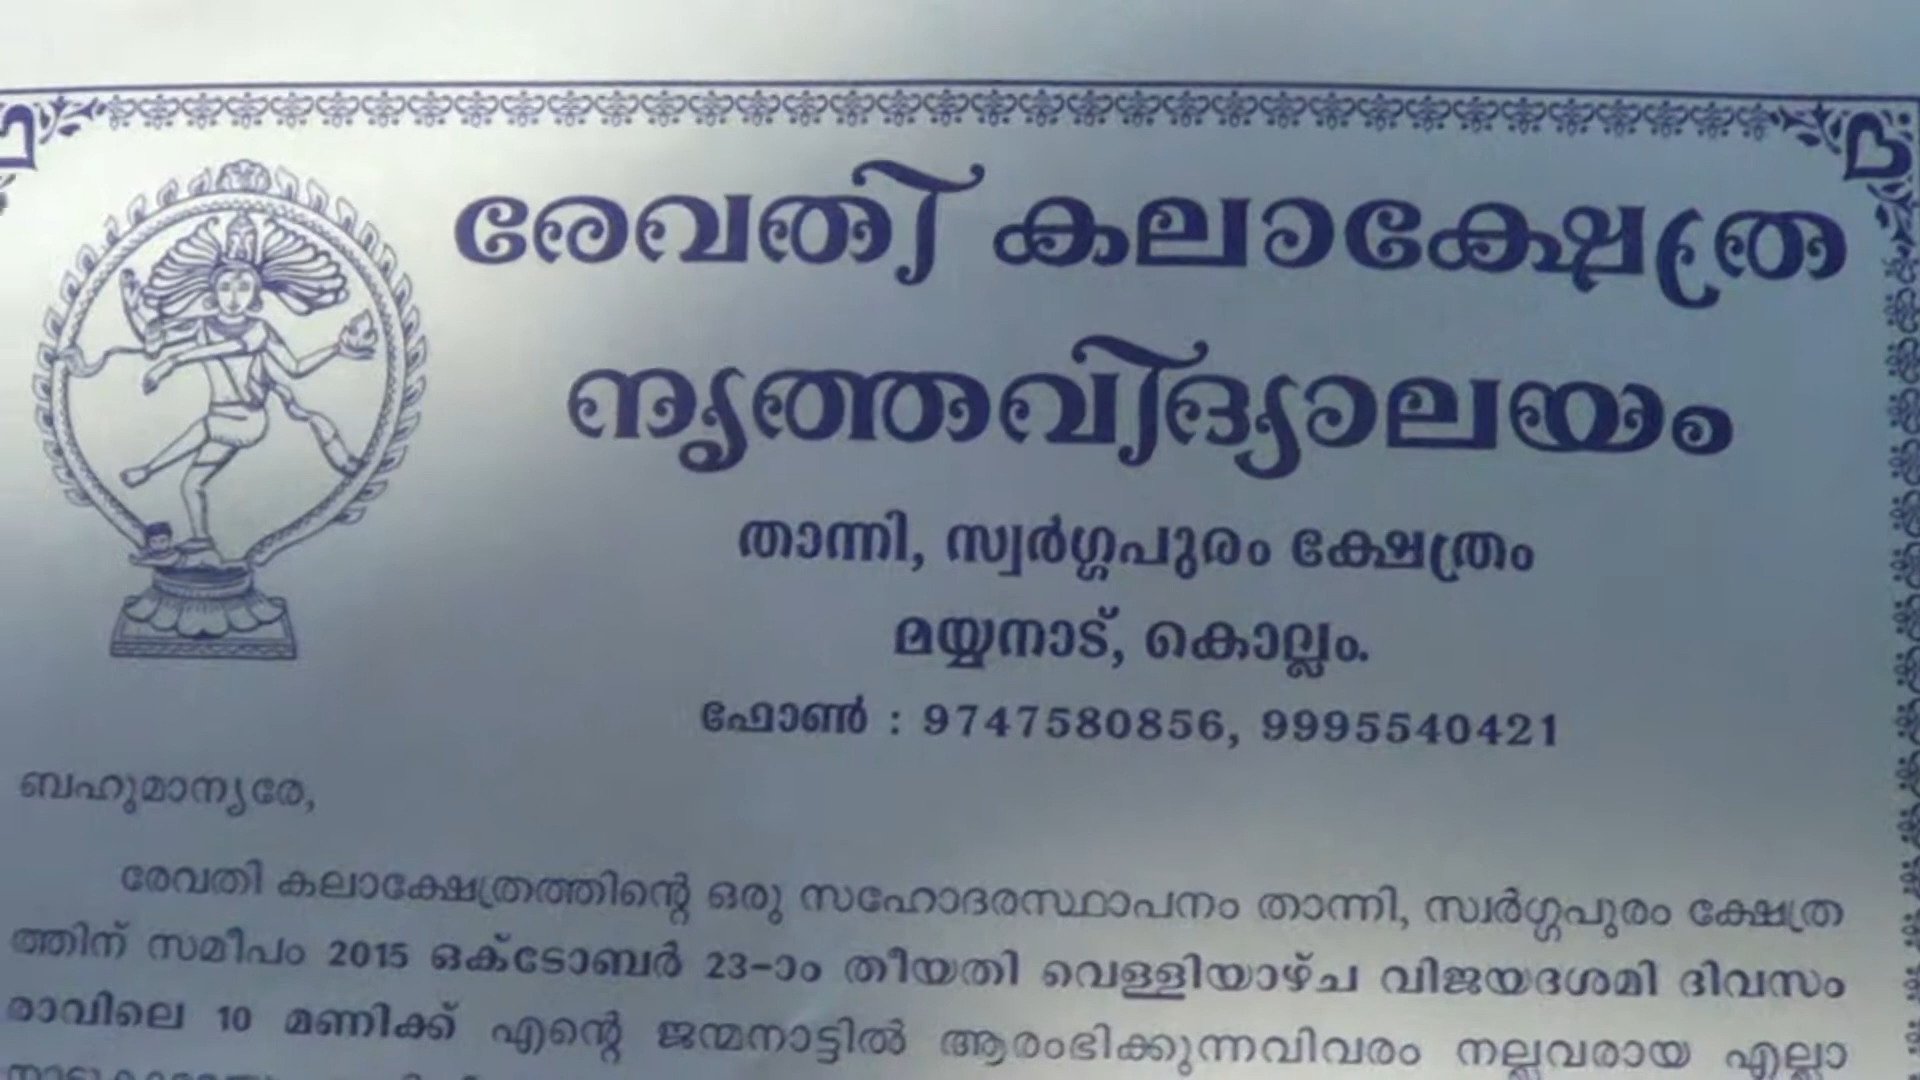 രേവതി കലാക്ഷേത്ര
നൃത്തവിദ്യാലയം
താന്നി, സ്വർഗ്ഗപുരം ക്ഷേത്രം
മയ്യനാട്, കൊല്ലം.
ഫോൺ : 9747580856, 9995540421
ബഹുമാന്യരേ,
രേവതി കലാക്ഷേത്രത്തിന്റെ ഒരു സഹോദരസ്ഥാപനം താന്നി, സ്വർഗ്ഗപുരം ക്ഷേത്ര
ത്തിന് സമീപം 2015 ഒക്ടോബർ 23-ാം തീയതി വെള്ളിയാഴ്ച വിജയദശമി ദിവസം
രാവിലെ 10 മണിക്ക് എന്റെ ജന്മനാട്ടിൽ ആരംഭിക്കുന്നവിവരം നല്ലവരായ എല്ലാ